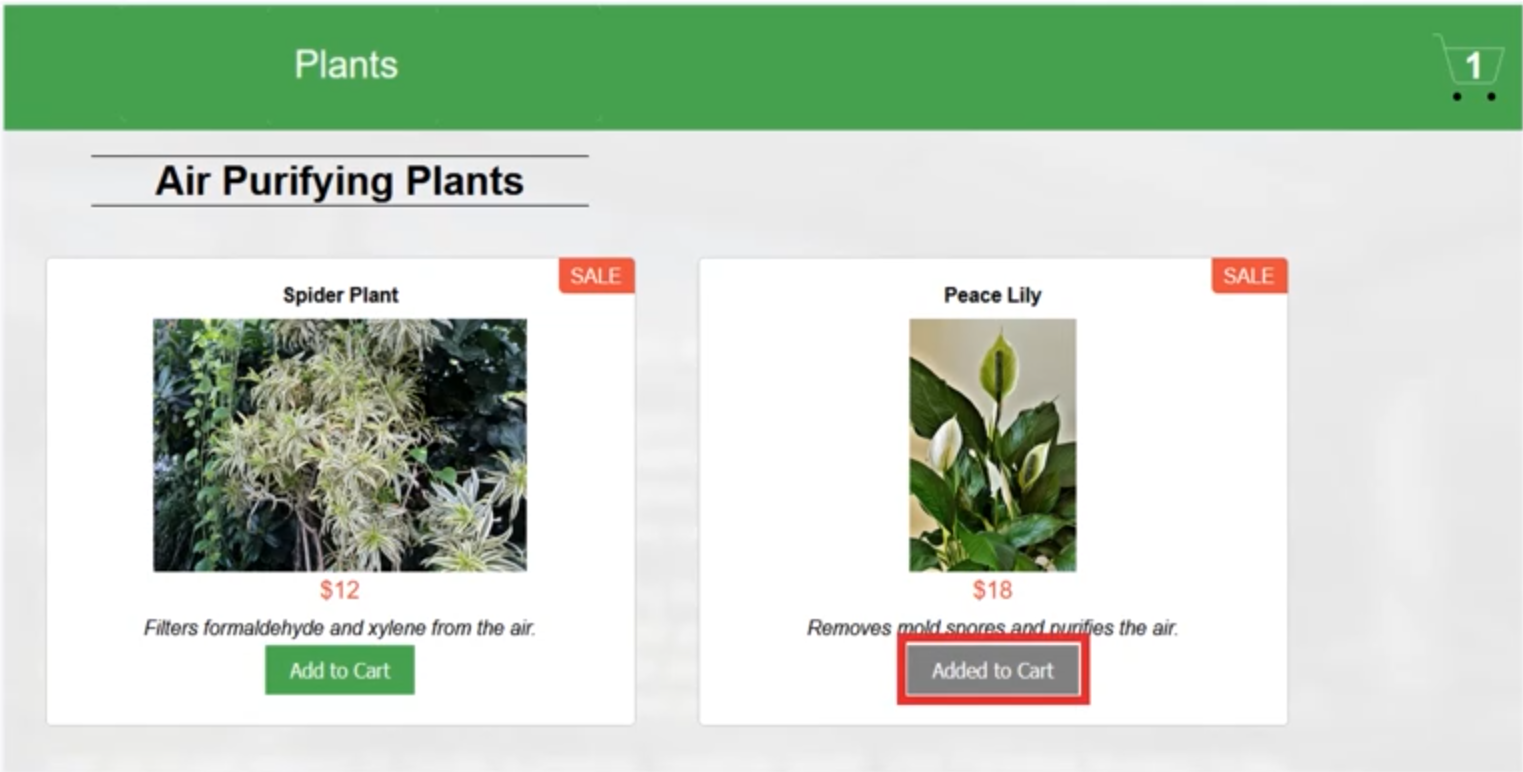 Plants
1
Air Purifying Plants
SALE
Spider Plant
$12
Filters formaldehyde and xylene from the air.
Add to Cart
SALE
Peace Lily
$18
Removes mold spores and purifies the air.
Added to Cart